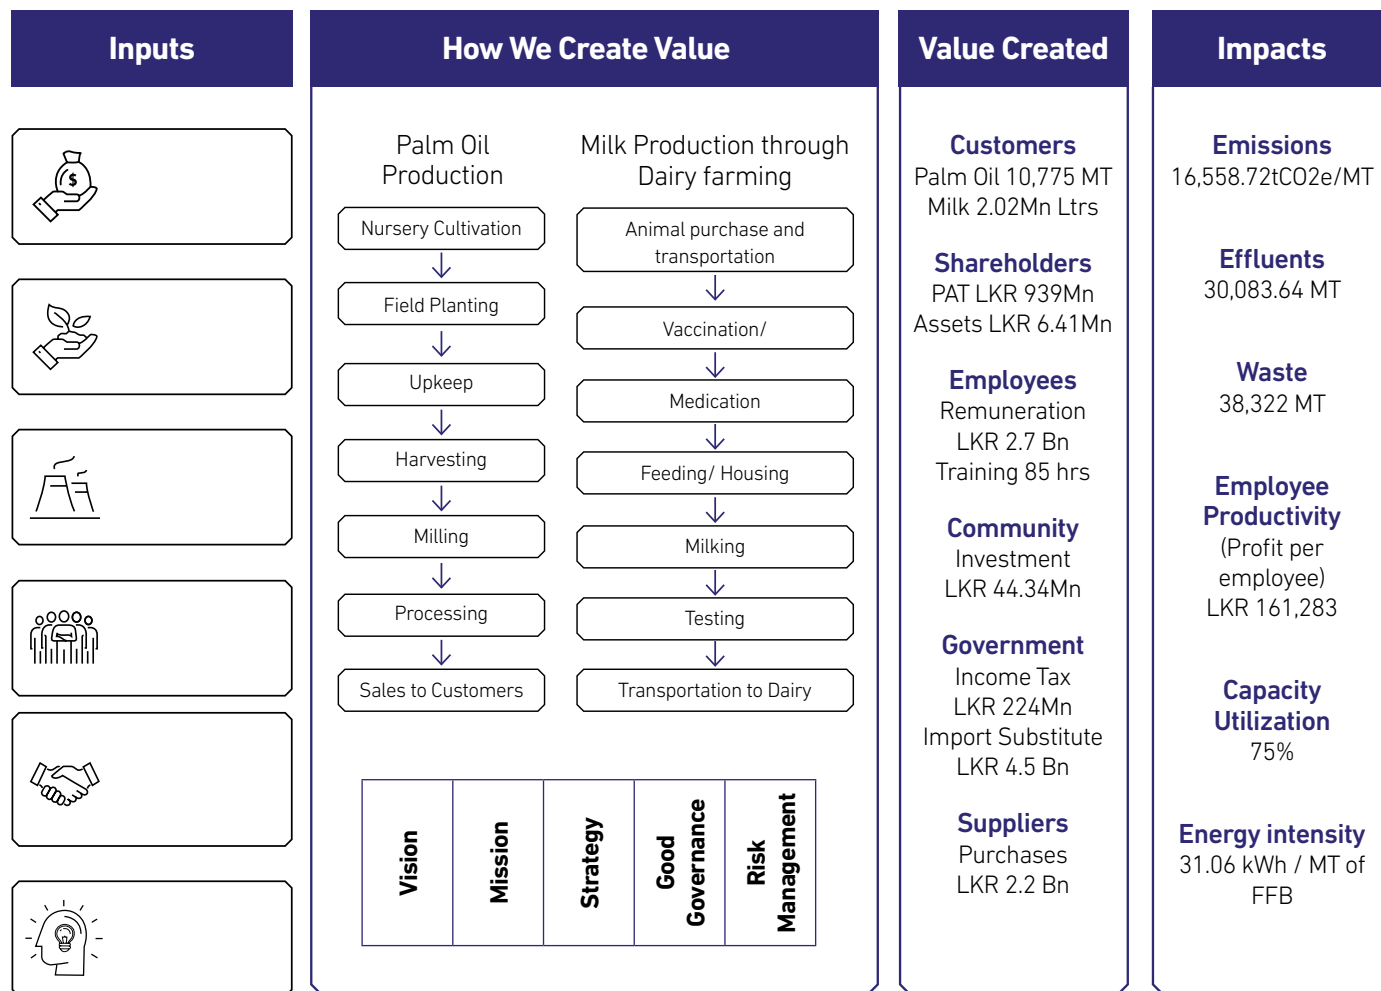 Inputs
$
How We Create Value
Palm Oil
Production
Nursery Cultivation
Field Planting
Upkeep
Harvesting
Milling
Processing
Sales to Customers
Milk Production through
Dairy farming
Animal purchase and
transportation
Vaccination/
Medication
Feeding/ Housing
Milking
Testing
Transportation to Dairy
Vision
Mission
Strategy
Good
Governance
Risk
Management
Value Created
Customers
Palm Oil 10,775 MT
Milk 2.02Mn Ltrs
Shareholders
PAT LKR 939Mn
Assets LKR 6.41Mn
Employees
Remuneration
LKR 2.7 Bn
Training 85 hrs
Community
Investment
LKR 44.34Mn
Government
Income Tax
LKR 224Mn
Import Substitute
LKR 4.5 Bn
Suppliers
Purchases
LKR 2.2 Bn
Impacts
Emissions
16,558.72tCO2e/MT
Effluents
30,083.64 MT
Waste
38,322 MT
Employee
Productivity
(Profit per
employee)
LKR 161,283
Capacity
Utilization
75%
Energy intensity
31.06 kWh / MT of
FFB